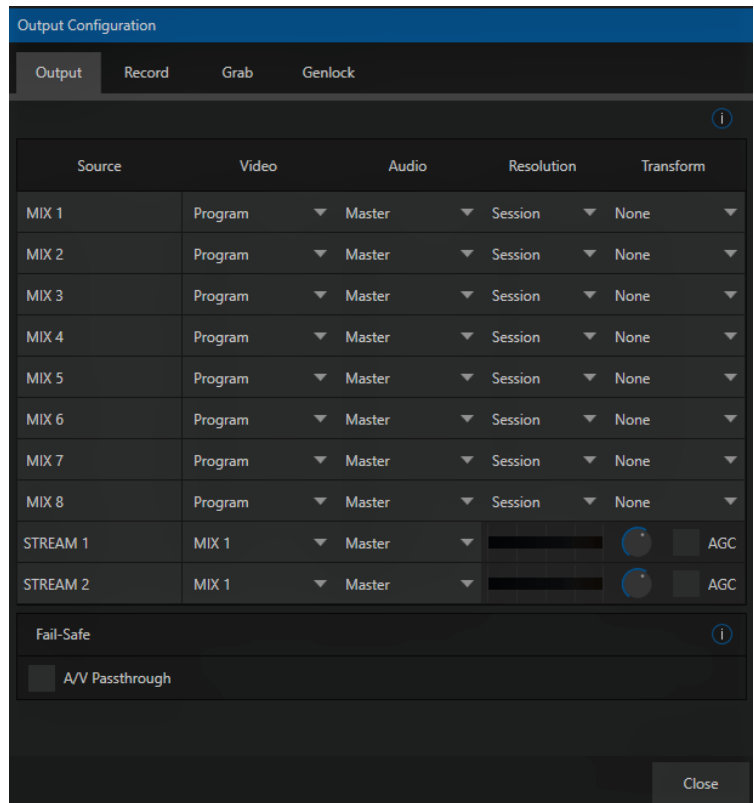 Output Configuration
Output Record Grab Genlock
i
Source Video Audio Resolution Transform
MIX 1 Program Master Session None
MIX 2 Program Master Session None
MIX 3 Program Master Session None
MIX 4 Program Master Session None
MIX 5 Program Master Session None
MIX 6 Program Master Session None
MIX 7 Program Master Session None
MIX 8 Program Master Session None
STREAM 1 MIX 1 Master AGC
STREAM 2 MIX 1 Master AGC
Fail-Safe i
A/V Passthrough
Close